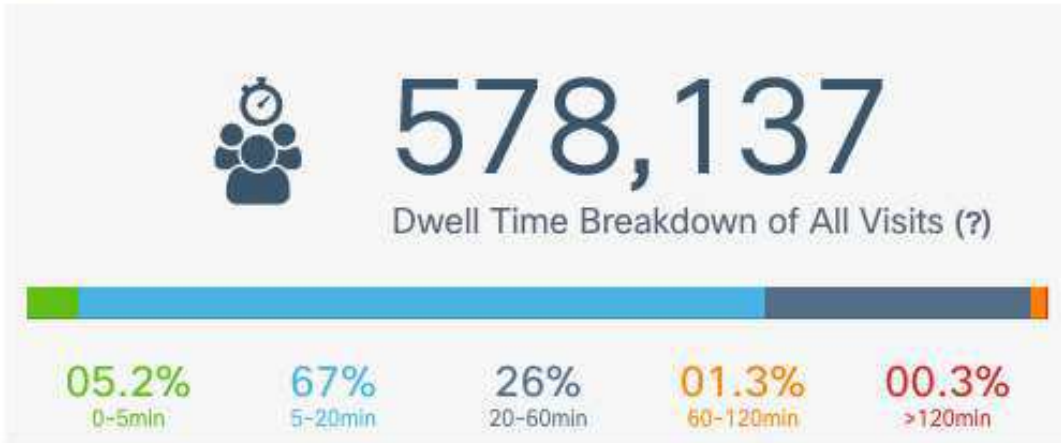 578,137
Dwell Time Breakdown of All Visits (?)
05.2% 67% 26% 01.3% 00.3%
0-5min 5-20min 20-60min 60-120min >120min